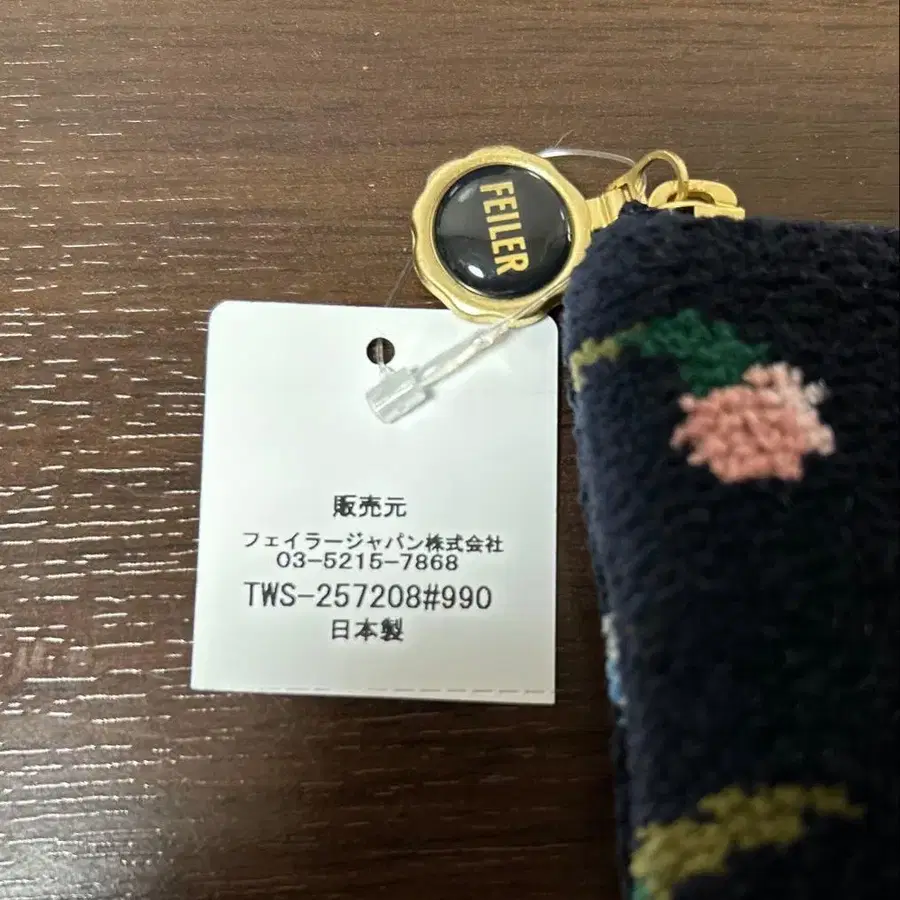 FEILER
販売元
フェイラージャパン株式会社
03-5215-7868
TWS-257208#990
日本製